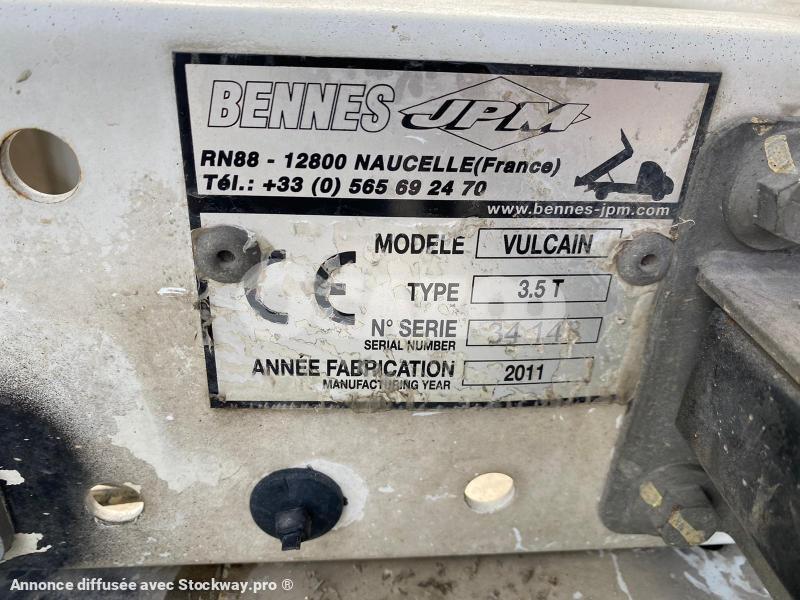 BENNES JPM
RN88 - 12800 NAUCELLE(France)
Tél.: +33 (0) 565 69 24 70
www.bennes-jpm.com
MODELE VULCAIN
CE
TYPE 3.5 T
N° SERIE
SERIAL NUMBER
ANNÉE FABRICATION 2011
MANUFACTURING YEAR
Annonce diffusée avec Stockway.pro ®